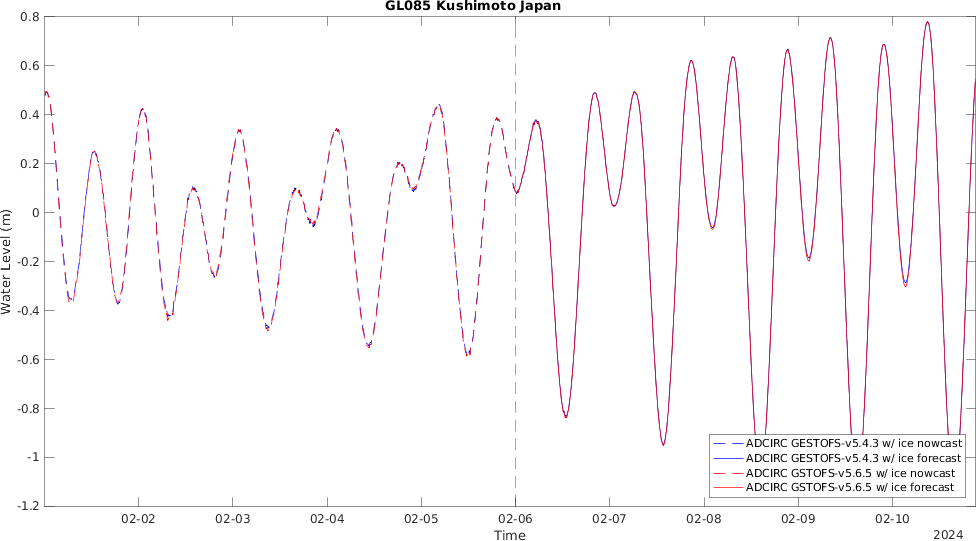 GL085 Kushimoto Japan
0.8
0.6
0.4
0.2
0
-0.2
-0.4
-0.6
-0.8
-1
-1.2
Water Level (m)
02-02 02-03 02-04 02-05 02-06 02-07 02-08 02-09 02-10
Time
2024
ADCIRC GESTOFS-v5.4.3 w/ ice nowcast
ADCIRC GESTOFS-v5.4.3 w/ ice forecast
ADCIRC GSTOFS-v5.6.5 w/ ice nowcast
ADCIRC GSTOFS-v5.6.5 w/ ice forecast